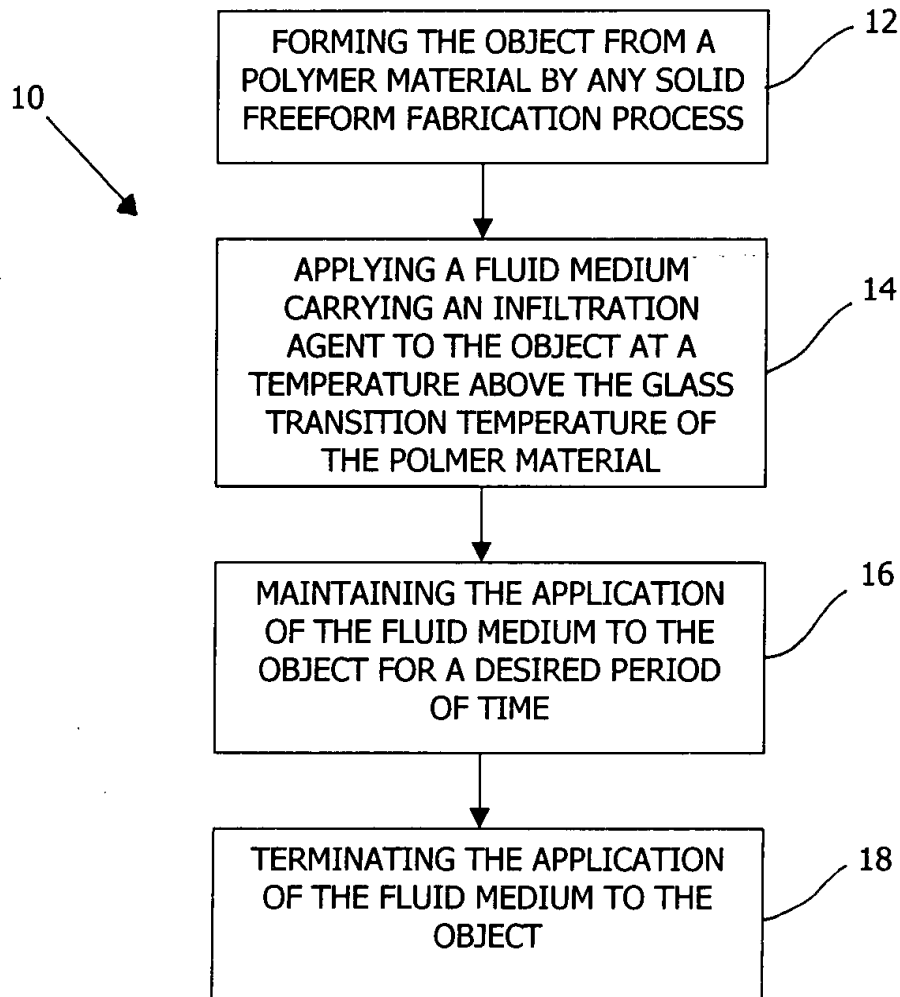 12
FORMING THE OBJECT FROM A
POLYMER MATERIAL BY ANY SOLID
FREEFORM FABRICATION PROCESS
10
14
APPLYING A FLUID MEDIUM
CARRYING AN INFILTRATION
AGENT TO THE OBJECT AT A
TEMPERATURE ABOVE THE GLASS
TRANSITION TEMPERATURE OF
THE POLMER MATERIAL
16
MAINTAINING THE APPLICATION
OF THE FLUID MEDIUM TO THE
OBJECT FOR A DESIRED PERIOD
OF TIME
18
TERMINATING THE APPLICATION
OF THE FLUID MEDIUM TO THE
OBJECT